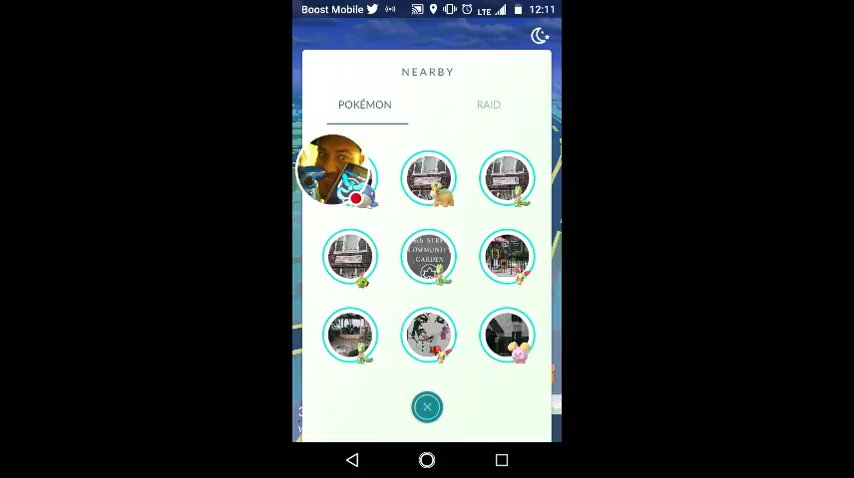 Boost Mobile LTE 12:11
NEARBY
POKÉMON RAID
COMMUNITY
GARDEN